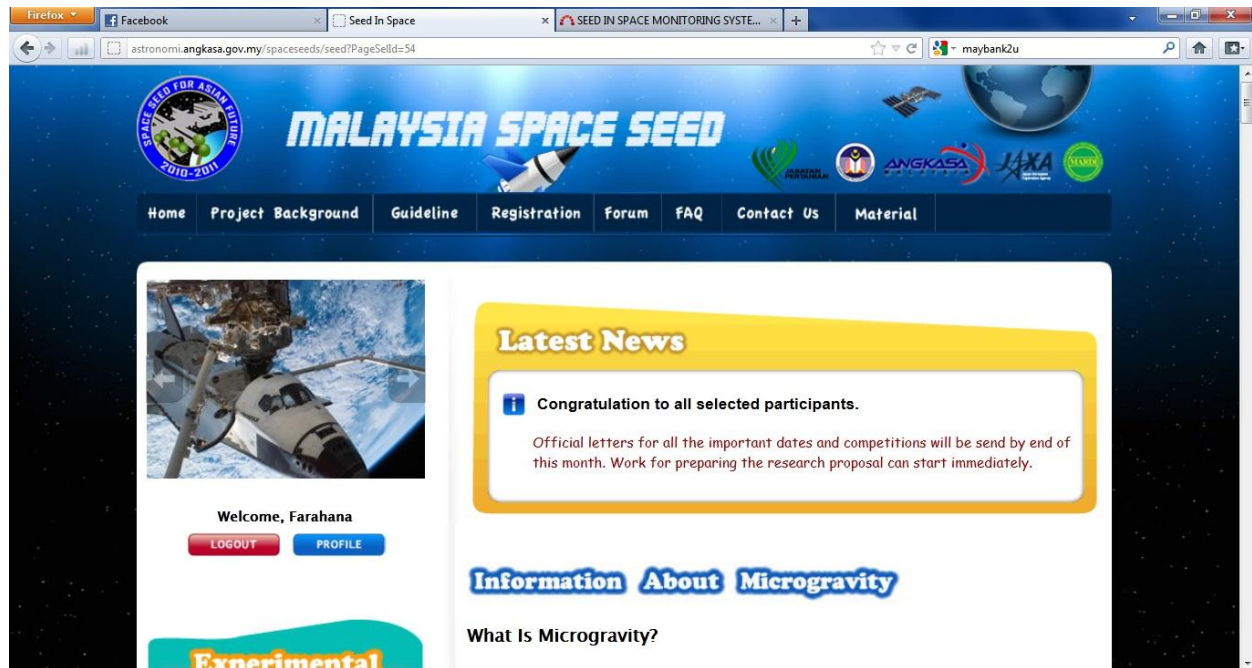 Firefox
Facebook
Seed In Space
SEED IN SPACE MONITORING SYSTE...
astronomi.angkasa.gov.my/spaceseeds/seed?PageSelId=54
maybank2u
SPACE SEED FOR ASIAN FUTURE
2010-2011
MALAYSIA SPACE SEED
JABATAN
PERTANIAN
ANGKASA
JAXA
MARDI
Home Project Background Guideline Registration Forum FAQ Contact Us Material
Latest News
Congratulation to all selected participants.
Official letters for all the important dates and competitions will be send by end of
this month. Work for preparing the research proposal can start immediately.
Welcome, Farahana
LOGOUT PROFILE
Information About Microgravity
What Is Microgravity?
Experimental